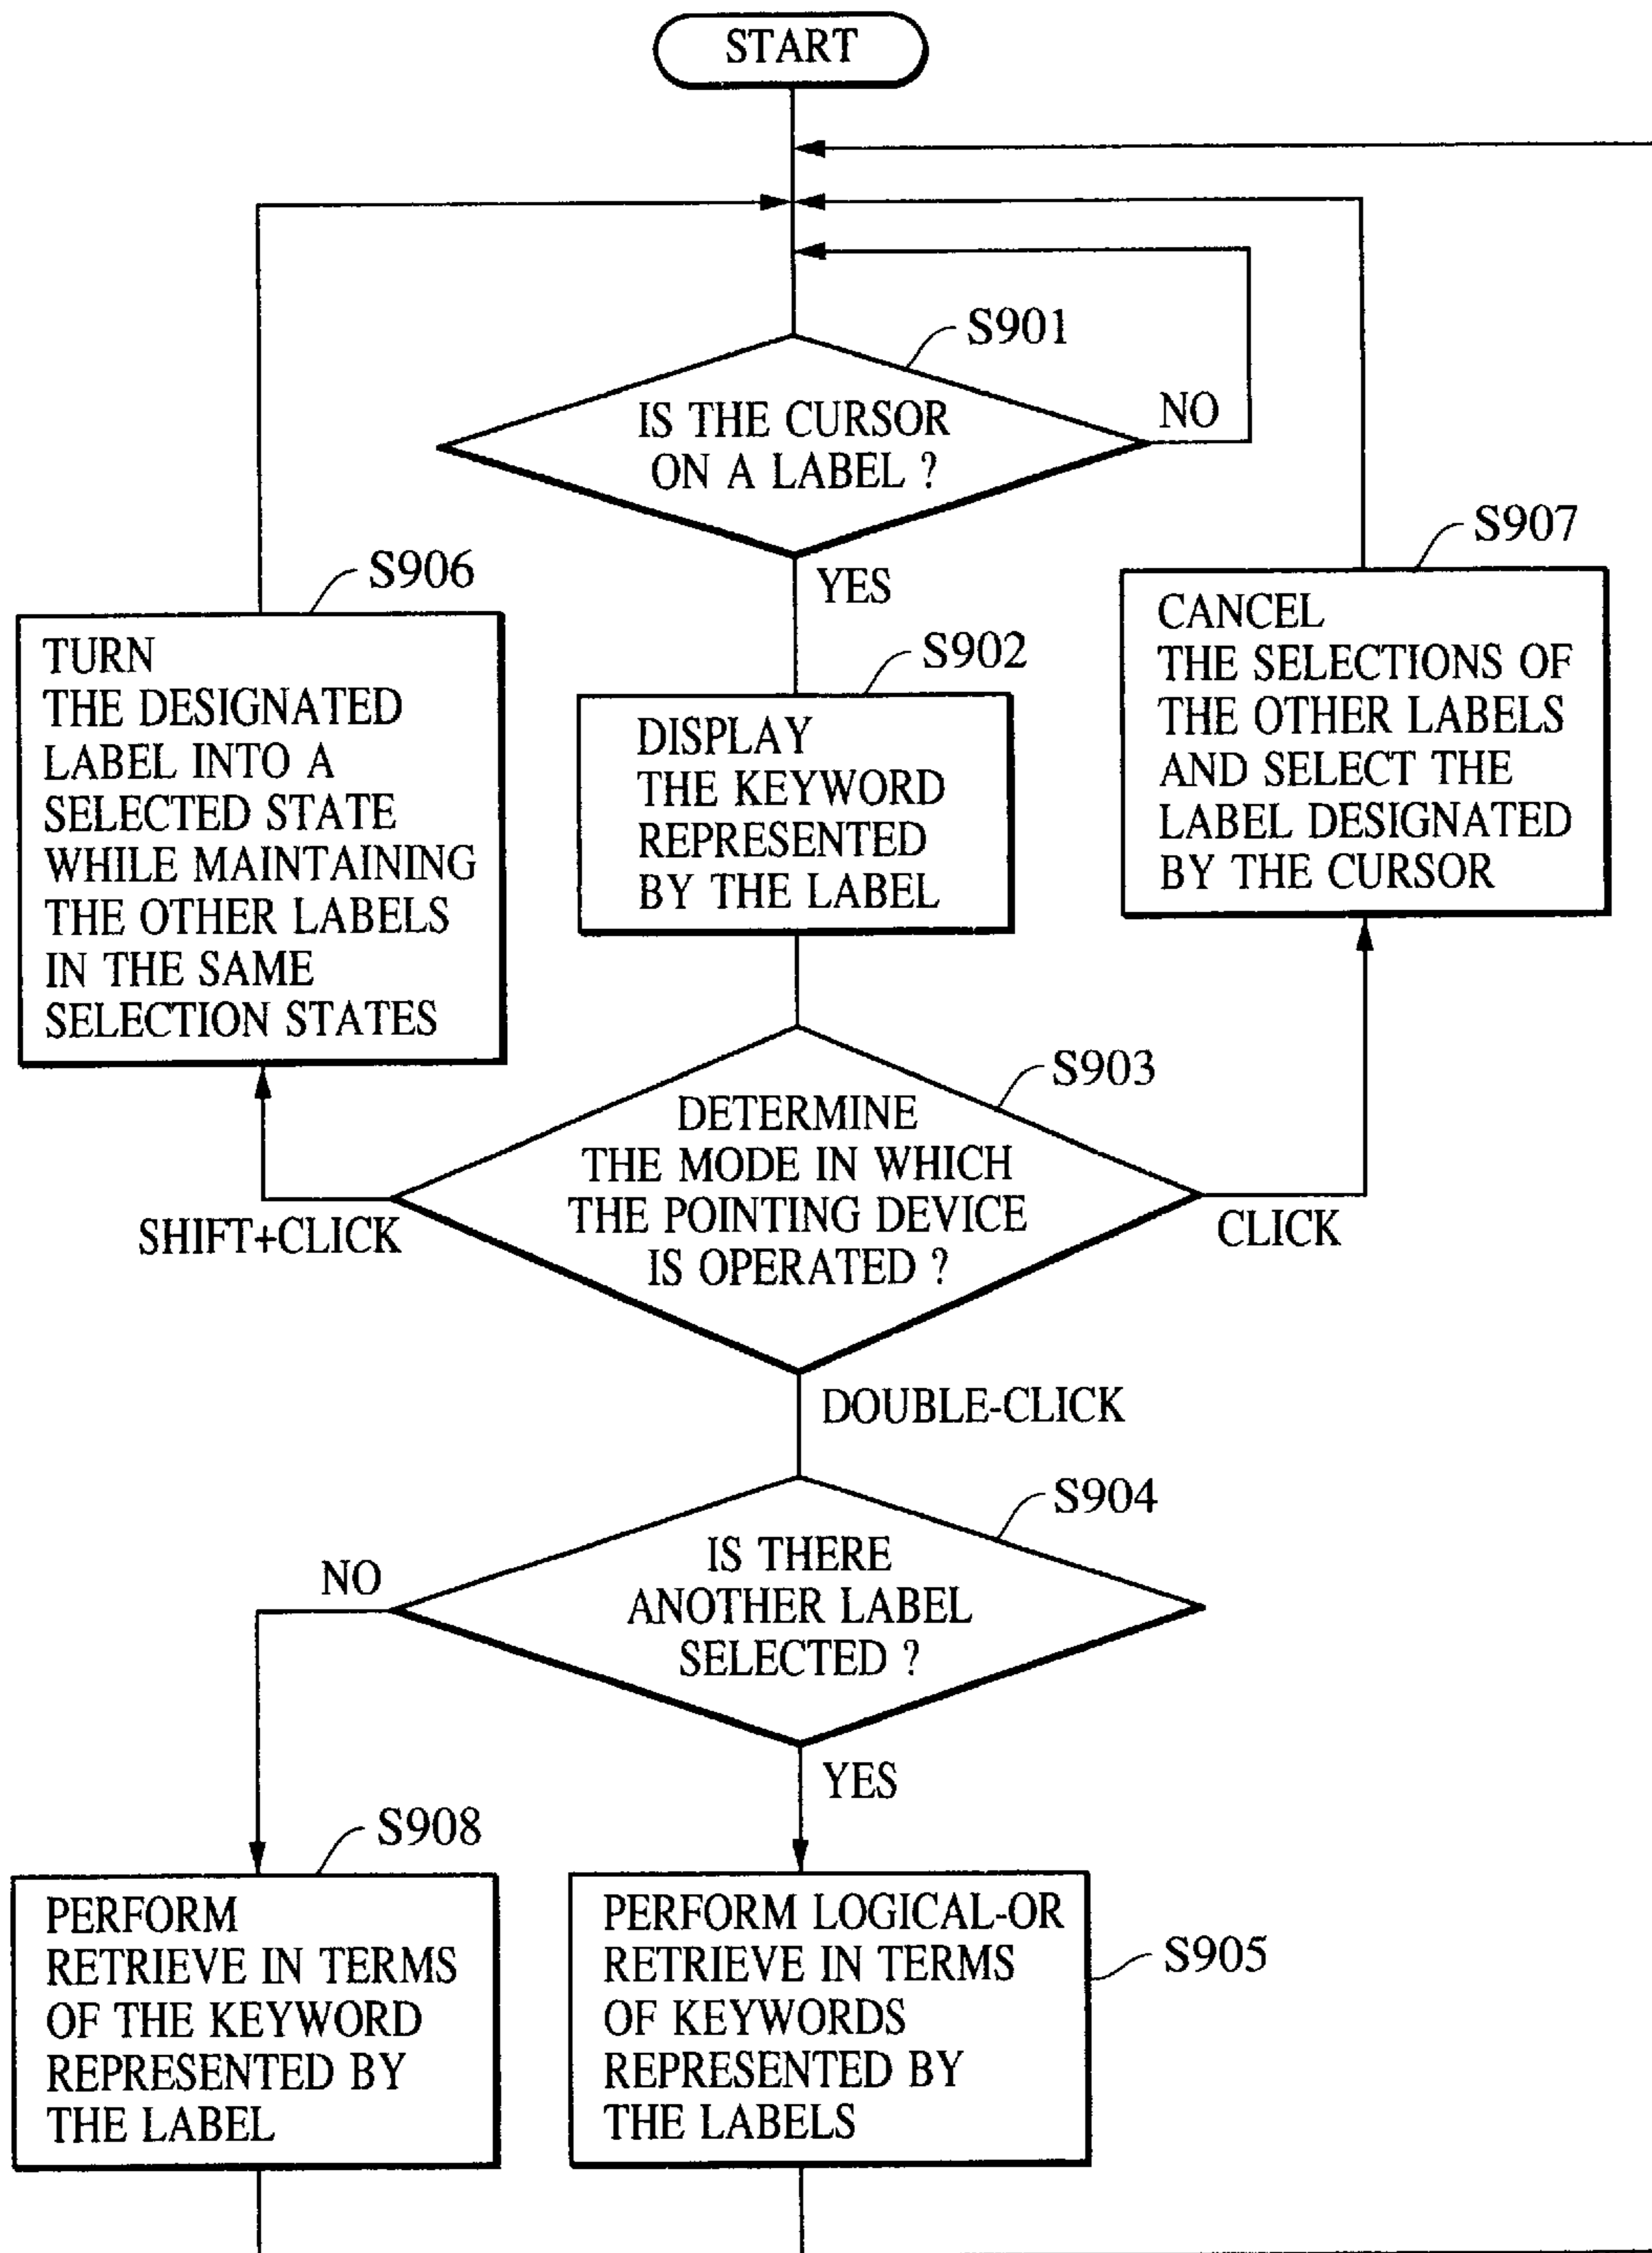 START
S901
IS THE CURSOR
ON A LABEL ?
NO
YES
S906
TURN
THE DESIGNATED
LABEL INTO A
SELECTED STATE
WHILE MAINTAINING
THE OTHER LABELS
IN THE SAME
SELECTION STATES
S902
DISPLAY
THE KEYWORD
REPRESENTED
BY THE LABEL
S907
CANCEL
THE SELECTIONS OF
THE OTHER LABELS
AND SELECT THE
LABEL DESIGNATED
BY THE CURSOR
S903
DETERMINE
THE MODE IN WHICH
THE POINTING DEVICE
IS OPERATED ?
SHIFT+CLICK
CLICK
DOUBLE-CLICK
S904
IS THERE
ANOTHER LABEL
SELECTED ?
NO
YES
S908
PERFORM
RETRIEVE IN TERMS
OF THE KEYWORD
REPRESENTED BY
THE LABEL
S905
PERFORM LOGICAL-OR
RETRIEVE IN TERMS
OF KEYWORDS
REPRESENTED BY
THE LABELS